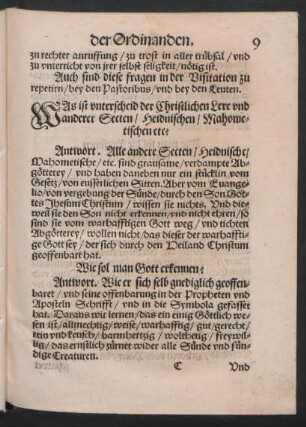 der Ordinanden. 9
zu rechter anruffung / zu trost in aller trübsal / vnd
zu vnterricht von jrer selbst seligkeit / nötig ist.
Auch sind diese fragen in der Visitation zu
repetirn / bey den Pastoribus / vnd bey den Leuten.
WAs ist vnterscheid der Christlichen Lere vnd
anderer Secten / Heidnischen / Mahome-
tischen etc?
Antwort. Alle andere Secten / Heidnische /
Mahometische / etc. sind grausame / verdampte Ab-
götterey / vnd haben daneben nur ein stücklin vom
Gesetz / von eusserlichen Sitten. Aber vom Euange-
lio / von vergebung der Sünde / durch den Son Göt-
tes Jhesum Christum / wissen sie nichts. Vnd die-
weil sie den Son nicht erkennen / vnd nicht ehren / so
sind sie vom warhafftigen Gott weg / vnd tichten
Abgötterey / wollen nicht / das dieser der warhaffti-
ge Got sey / der sich durch den Heiland Christum
geoffenbart hat.
Wie sol man Gott erkennen?
Antwort. Wie er sich selb gnediglich geoffen-
baret / vnd seine offenbarung in der Propheten vnd
Aposteln Schrifft / vnd in die Symbola gefasset
hat. Daraus wir lernen / das ein einig Göttlich we-
sen ist / allmechtig / weise / warhafftig / gut / gerecht /
rein vnd keusch / barmhertzig / wolthetig / freywil-
lig / das ernstlich zürnet wider alle Sünde vnd sün-
dige Creaturen.
C Vnd